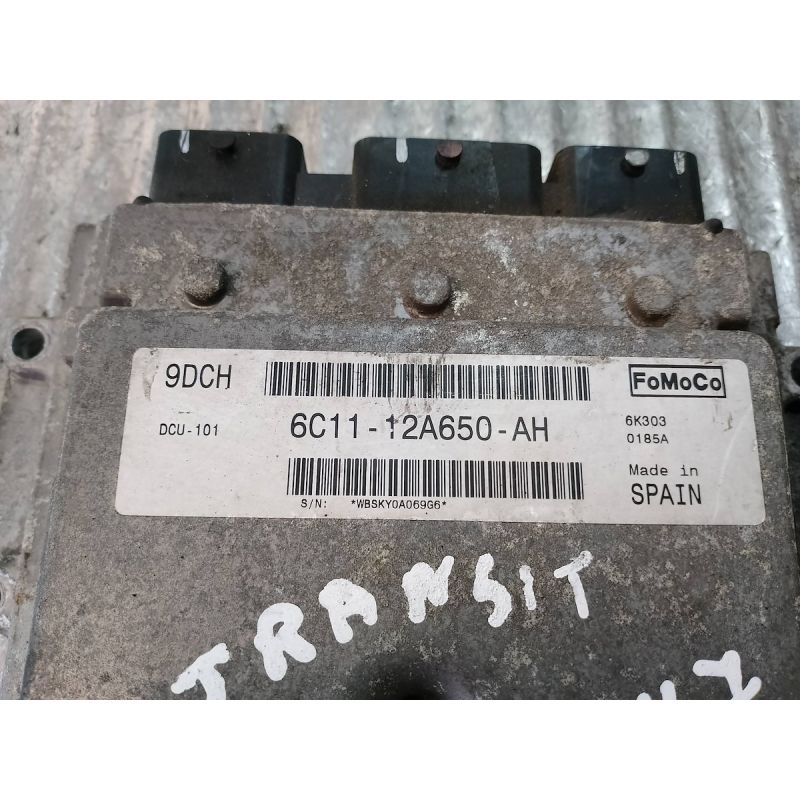 9DCH
FoMoCo
DCU-101
6C11-12A650-AH
6K303
0185A
Made in
SPAIN
S/N: *WBSKY0A069G6*
TRANSIT